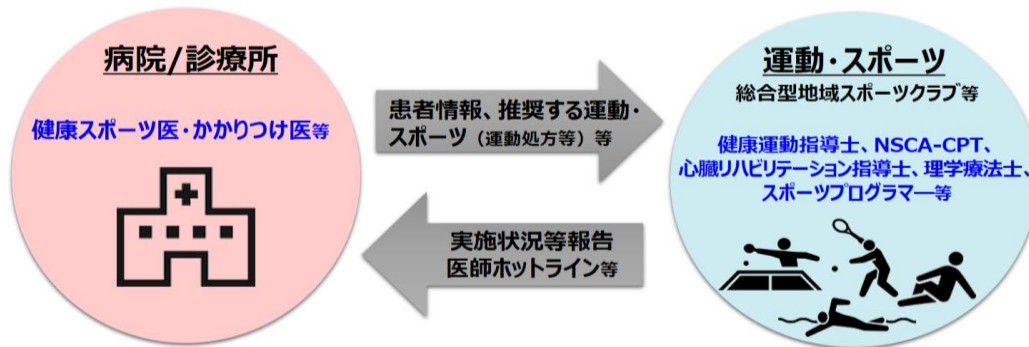 病院/診療所
健康スポーツ医・かかりつけ医等
患者情報、推奨する運動・
スポーツ（運動処方等）等
実施状況等報告
医師ホットライン等
運動・スポーツ
総合型地域スポーツクラブ等
健康運動指導士、NSCA-CPT、
心臓リハビリテーション指導士、理学療法士、
スポーツプログラマー等